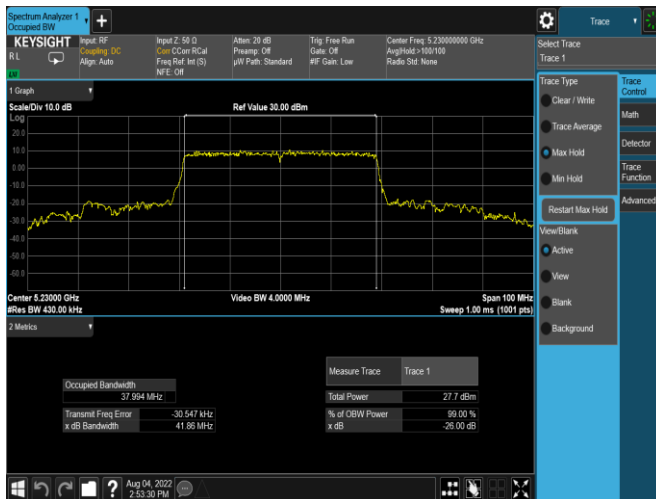 Spectrum Analyzer 1
Occupied BW
KEYSIGHT
R L
Input: RF
Coupling: DC
Align: Auto
Input Z: 50 Ω
Corr CCorr RCal
Freq Ref: Int (S)
NFE: Off
Atten: 20 dB
Preamp: Off
µW Path: Standard
Trig: Free Run
Gate: Off
#IF Gain: Low
Center Freq: 5.230000000 GHz
Avg|Hold:>100/100
Radio Std: None
1 Graph
Scale/Div 10.0 dB
Ref Value 30.00 dBm
Log
20.0
10.0
0.00
-10.0
-20.0
-30.0
-40.0
-50.0
-60.0
Center 5.23000 GHz
Video BW 4.0000 MHz
Span 100 MHz
#Res BW 430.00 kHz
Sweep 1.00 ms (1001 pts)
2 Metrics
Measure Trace Trace 1
Occupied Bandwidth
37.994 MHz
Total Power 27.7 dBm
Transmit Freq Error -30.547 kHz
% of OBW Power 99.00 %
x dB Bandwidth 41.86 MHz
x dB -26.00 dB
Aug 04, 2022
2:53:30 PM
Trace
Select Trace
Trace 1
Trace Type
Clear / Write
Trace Average
Max Hold
Min Hold
Restart Max Hold
View/Blank
Active
View
Blank
Background
Trace Control
Math
Detector
Trace Function
Advanced